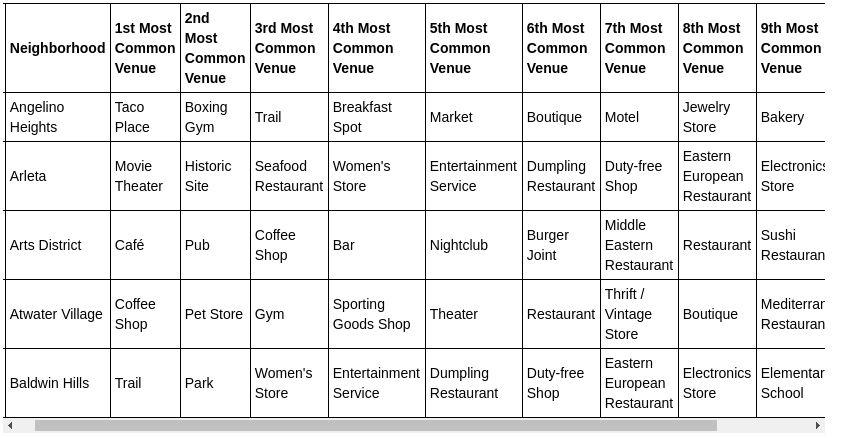 Neighborhood
1st Most
Common
Venue
2nd
Most
Common
Venue
3rd Most
Common
Venue
4th Most
Common
Venue
5th Most
Common
Venue
6th Most
Common
Venue
7th Most
Common
Venue
8th Most
Common
Venue
9th Most
Common
Venue
Angelino
Heights
Taco
Place
Boxing
Gym
Trail
Breakfast
Spot
Market
Boutique
Motel
Jewelry
Store
Bakery
Arleta
Movie
Theater
Historic
Site
Seafood
Restaurant
Women's
Store
Entertainment
Service
Dumpling
Restaurant
Duty-free
Shop
Eastern
European
Restaurant
Electronics
Store
Arts District
Café
Pub
Coffee
Shop
Bar
Nightclub
Burger
Joint
Middle
Eastern
Restaurant
Restaurant
Sushi
Restauran
Atwater Village
Coffee
Shop
Pet Store
Gym
Sporting
Goods Shop
Theater
Restaurant
Thrift /
Vintage
Store
Boutique
Mediterran
Restauran
Baldwin Hills
Trail
Park
Women's
Store
Entertainment
Service
Dumpling
Restaurant
Duty-free
Shop
Eastern
European
Restaurant
Electronics
Store
Elementar
School